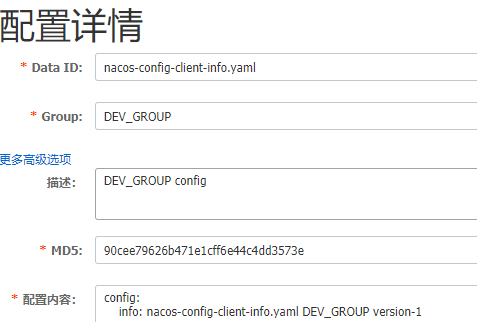 配置详情
* Data ID: nacos-config-client-info.yaml
* Group: DEV_GROUP
更多高级选项
描述: DEV_GROUP config
* MD5: 90cee79626b471e1cff6e44c4dd3573e
* 配置内容: config:
info: nacos-config-client-info.yaml DEV_GROUP version-1